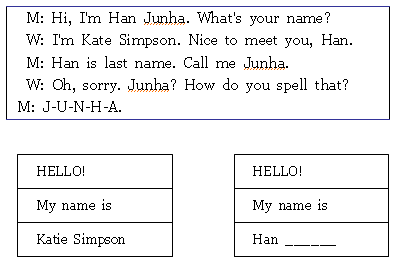 M: Hi, I'm Han Junha. What's your name?
W: I'm Kate Simpson. Nice to meet you, Han.
M: Han is last name. Call me Junha.
W: Oh, sorry. Junha? How do you spell that?
M: J-U-N-H-A.
HELLO!
My name is
Katie Simpson
HELLO!
My name is
Han ______